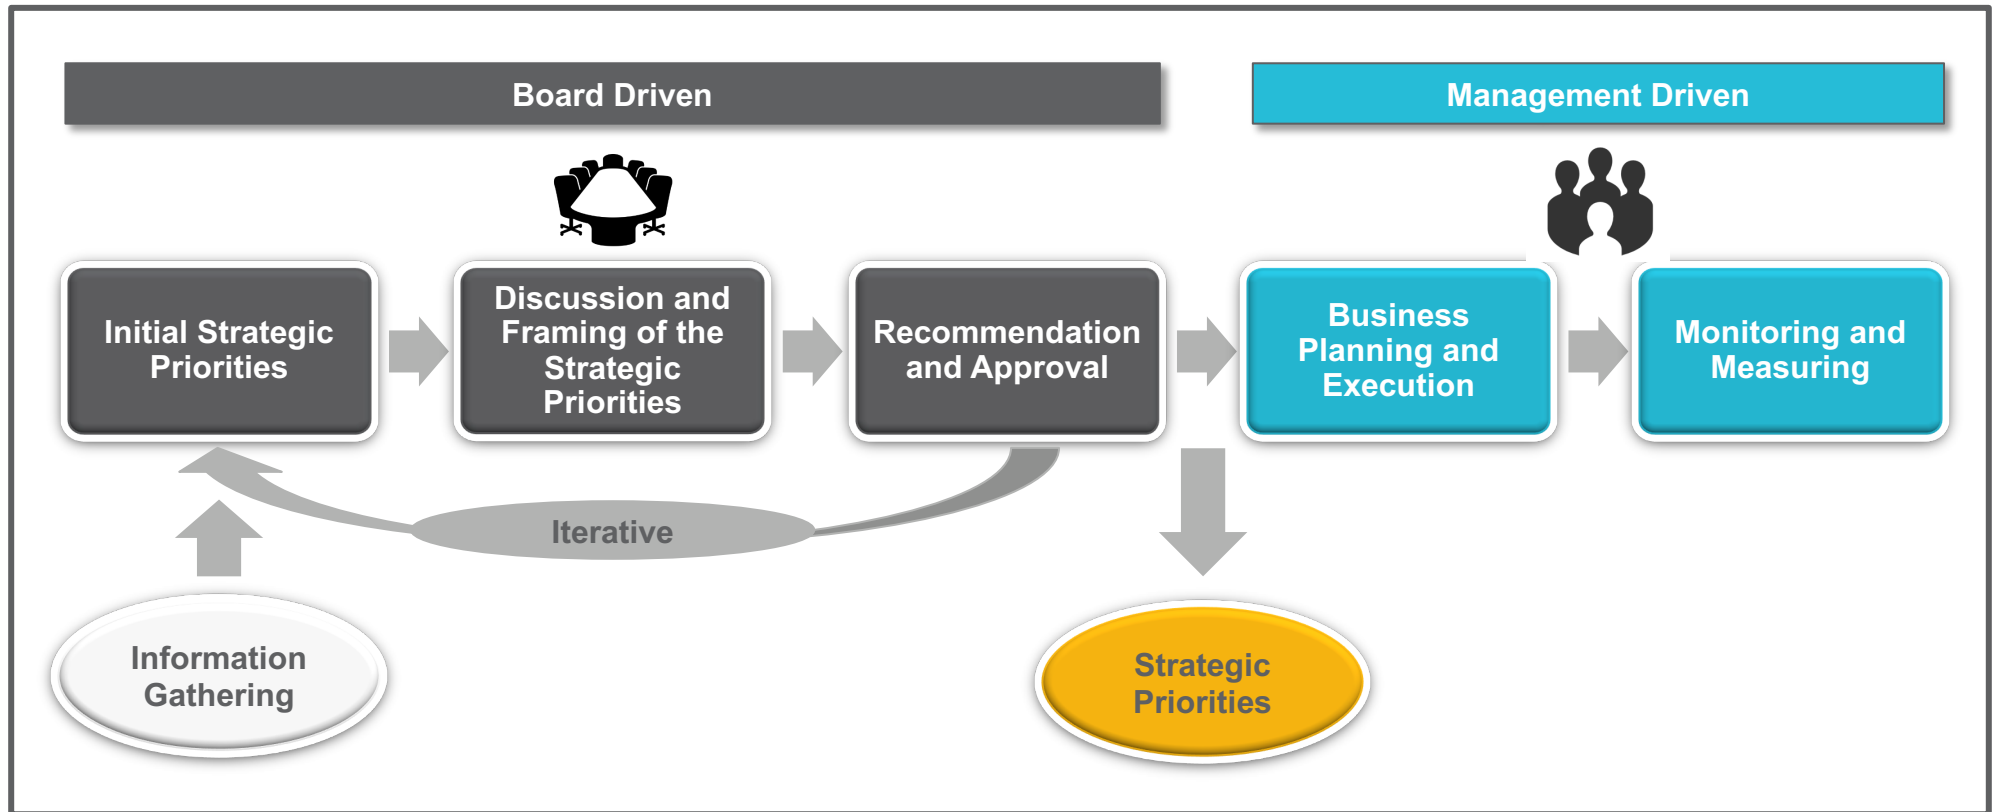 Board Driven
Management Driven
Initial Strategic
Priorities
Discussion and
Framing of the
Strategic
Priorities
Recommendation
and Approval
Business
Planning and
Execution
Monitoring and
Measuring
Iterative
Information
Gathering
Strategic
Priorities